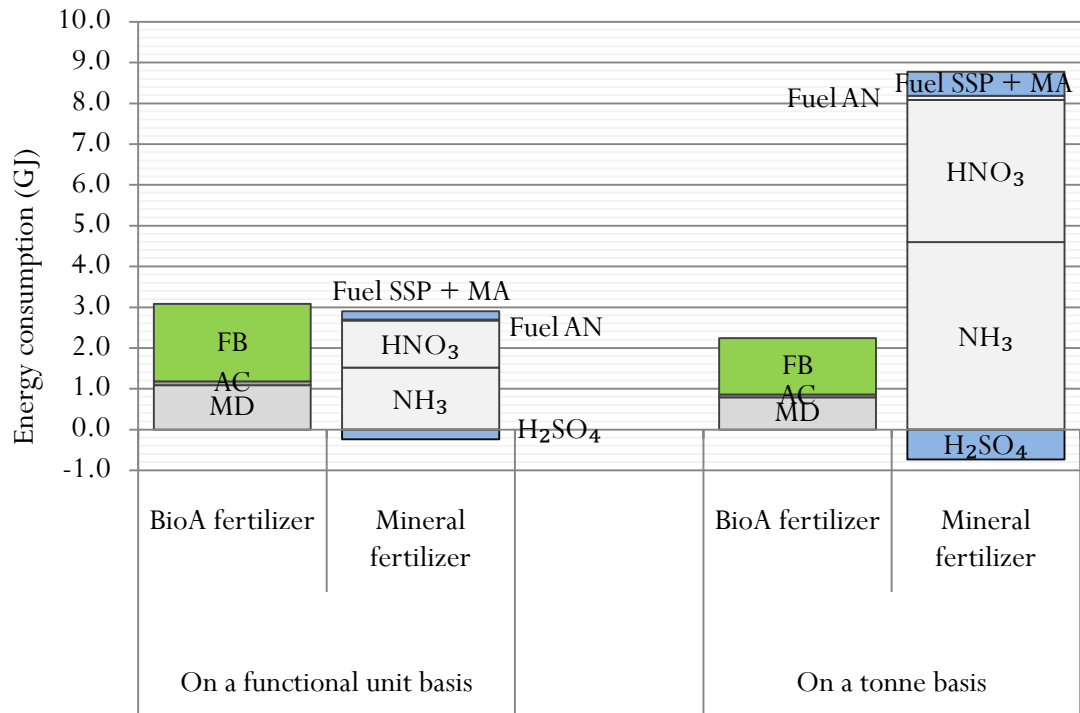 10.0
9.0
8.0
7.0
6.0
5.0
4.0
3.0
2.0
1.0
0.0
-1.0
Energy consumption (GJ)
FB
AC
MD
Fuel SSP + MA
Fuel AN
HNO₃
NH₃
H₂SO₄
FB
AC
MD
Fuel SSP + MA
Fuel AN
HNO₃
NH₃
H₂SO₄
BioA fertilizer
Mineral
fertilizer
BioA fertilizer
Mineral
fertilizer
On a functional unit basis
On a tonne basis